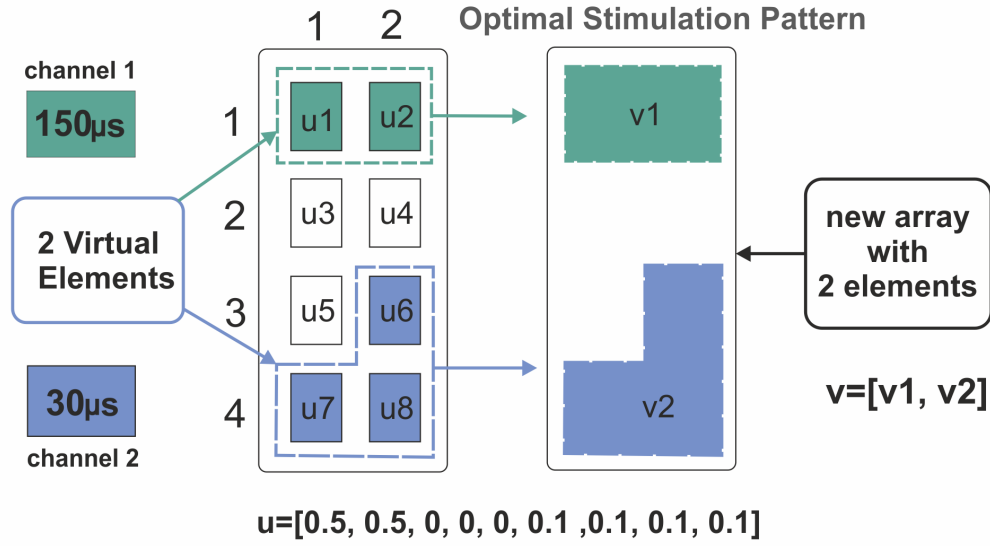 Optimal Stimulation Pattern
1 2
channel 1
150µs
1
u1 u2
v1
2 Virtual
Elements
2
u3 u4
new array
with
2 elements
3
u5 u6
30µs
channel 2
4
u7 u8
v2
v=[v1, v2]
u=[0.5, 0.5, 0, 0, 0, 0.1 ,0.1, 0.1, 0.1]